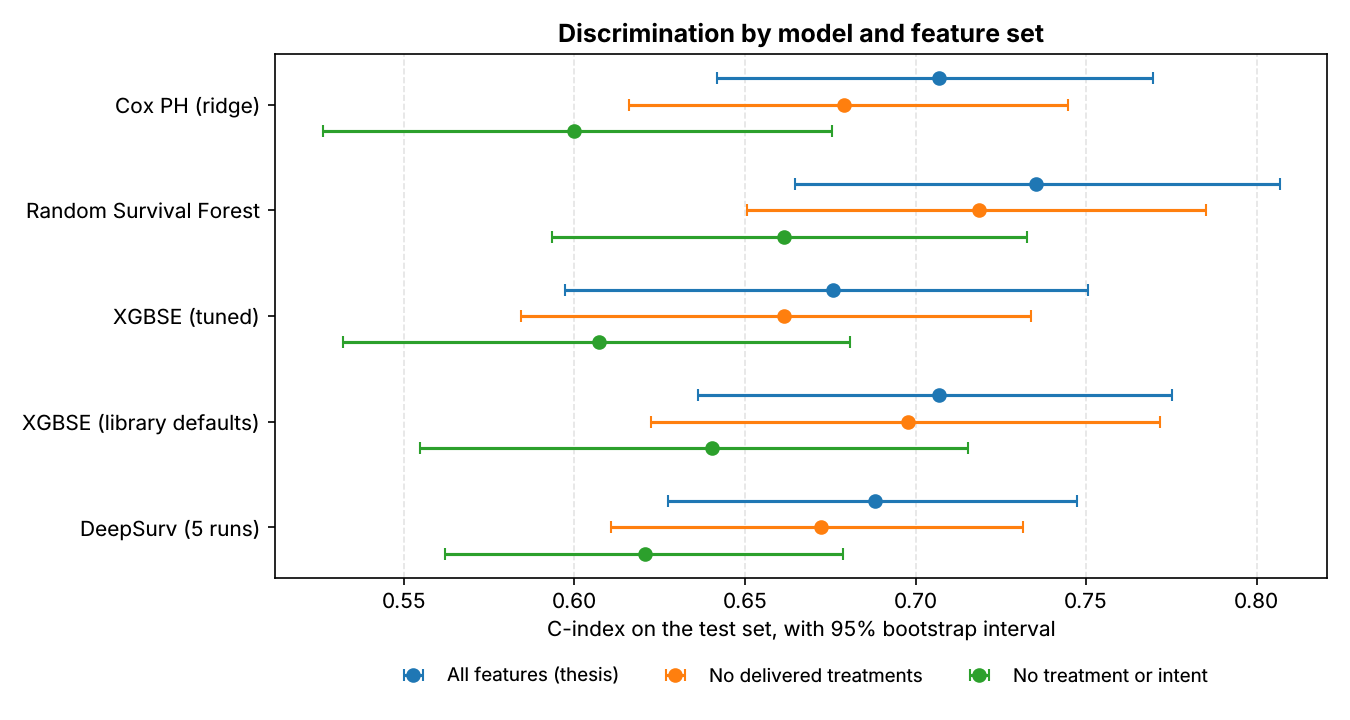 Discrimination by model and feature set
Cox PH (ridge)
Random Survival Forest
XGBSE (tuned)
XGBSE (library defaults)
DeepSurv (5 runs)
0.55 0.60 0.65 0.70 0.75 0.80
C-index on the test set, with 95% bootstrap interval
All features (thesis) No delivered treatments No treatment or intent